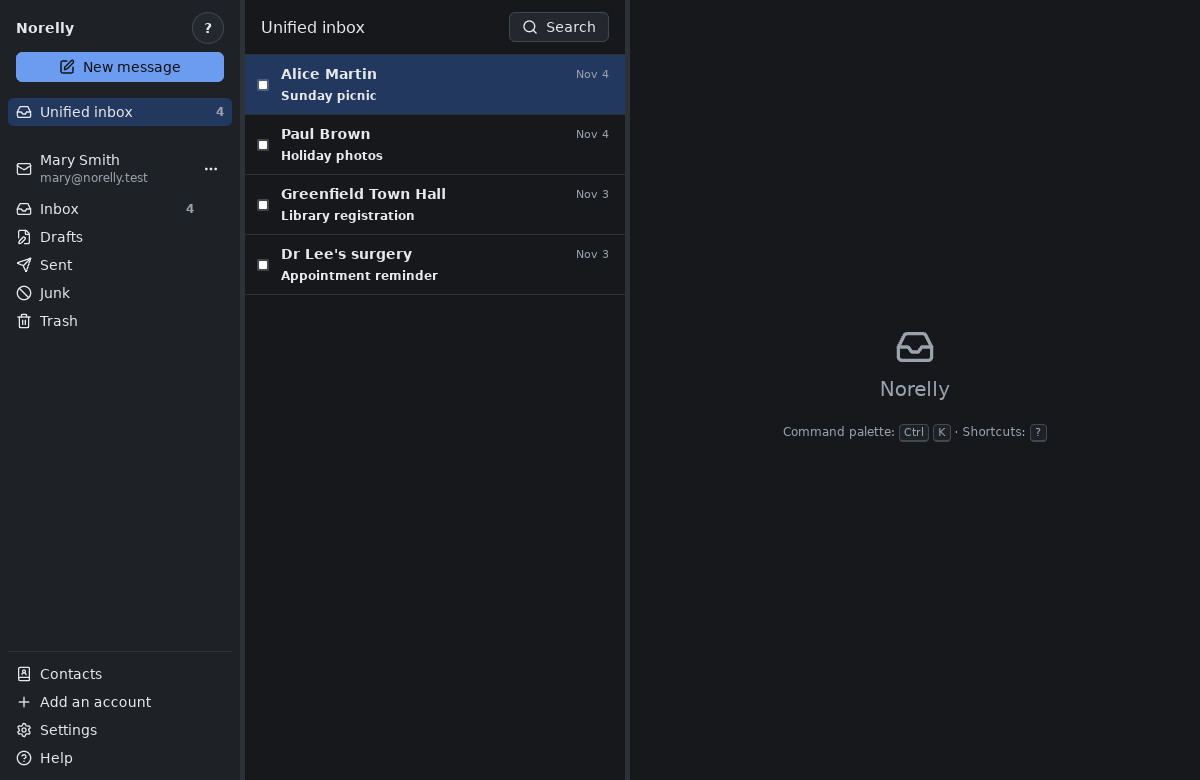 Norelly
?
New message
Unified inbox 4
Mary Smith
mary@norelly.test
Inbox 4
Drafts
Sent
Junk
Trash
Contacts
Add an account
Settings
Help
Unified inbox
Search
Alice Martin Nov 4
Sunday picnic
Paul Brown Nov 4
Holiday photos
Greenfield Town Hall Nov 3
Library registration
Dr Lee's surgery Nov 3
Appointment reminder
Norelly
Command palette: Ctrl K · Shortcuts: ?